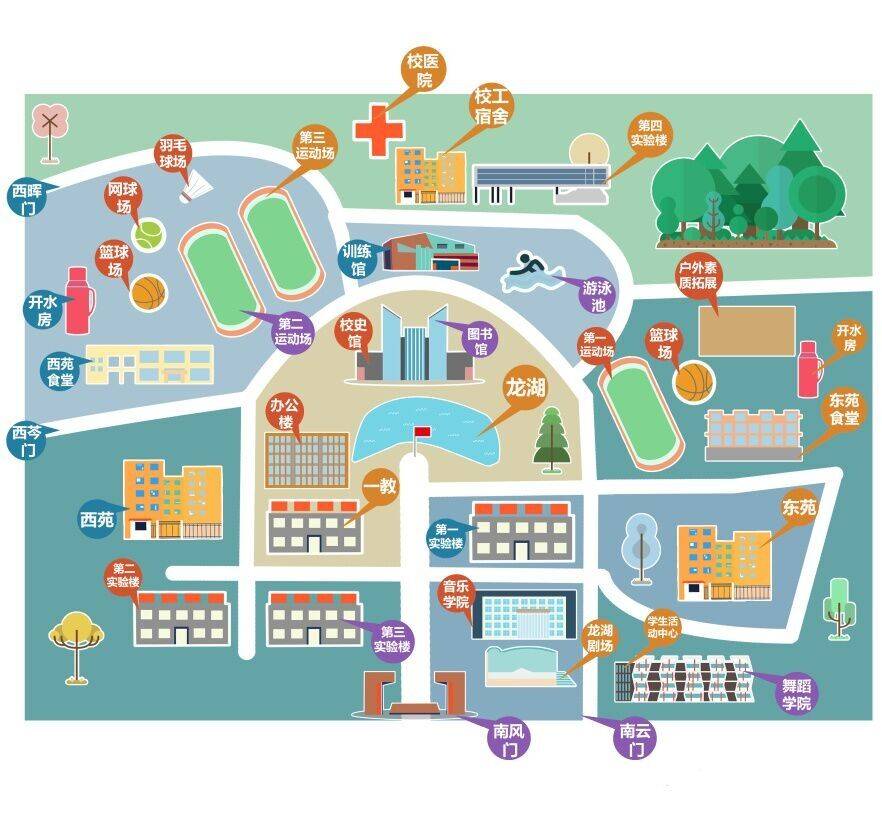 校医
院
校工
宿舍
第四
实验楼
第三
运动场
羽毛
球场
西晖
门
网球
场
篮球
场
训练
馆
户外素
质拓展
开水
房
游泳
池
第二
运动场
校史
馆
图书
馆
第一
运动场
篮球
场
开水
房
西苑
食堂
龙湖
办公
楼
东苑
食堂
西芩
门
一教
西苑
东苑
第一
实验楼
第二
实验楼
音乐
学院
第三
实验楼
龙湖
剧场
学生活
动中心
舞蹈
学院
南风
门
南云
门